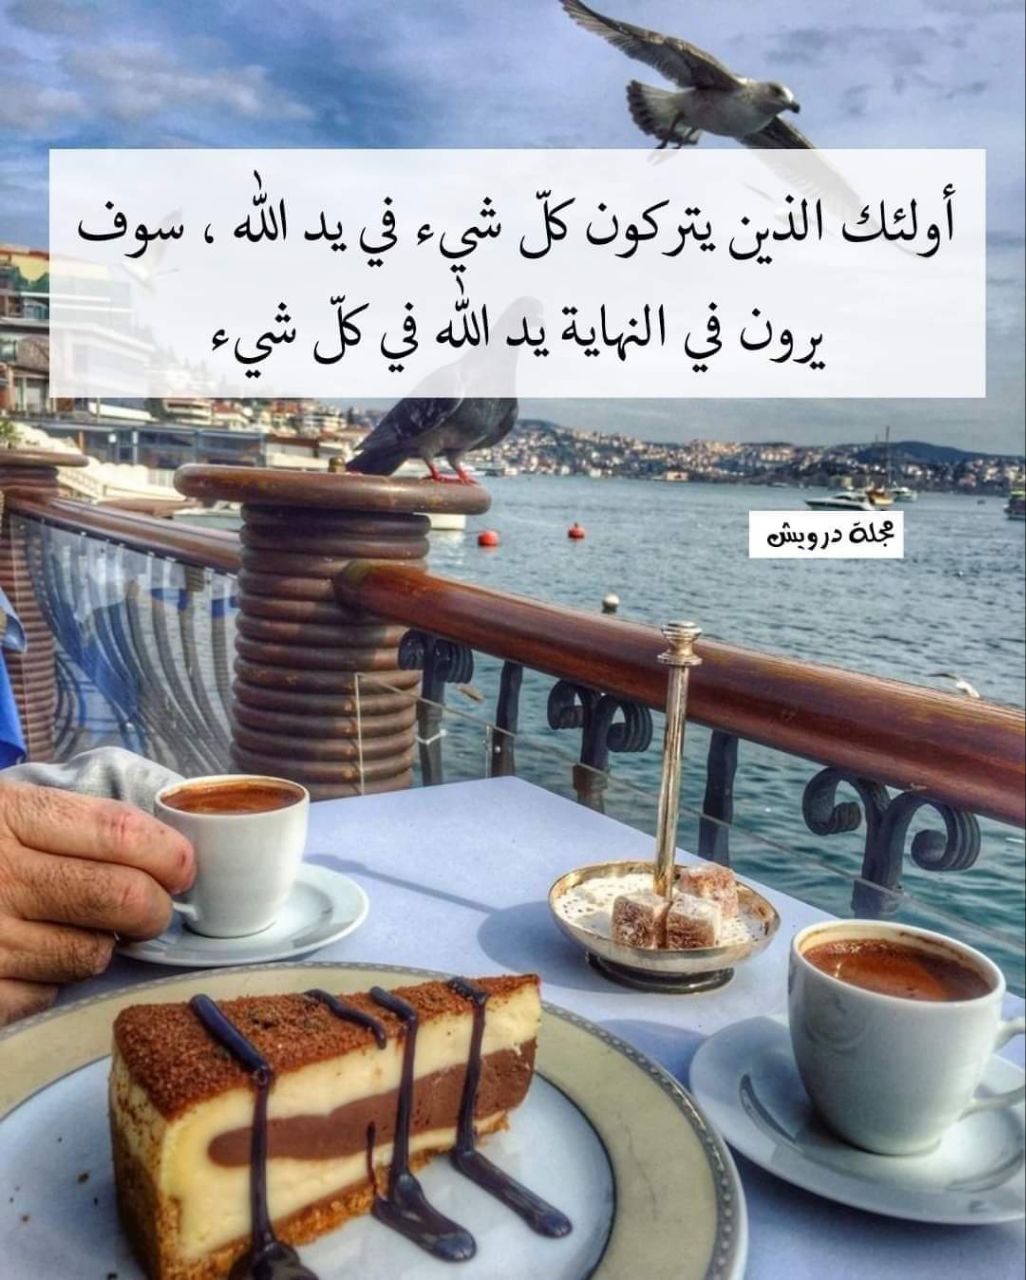 أولئك الذين يتركون كلّ شيء في يد الله ، سوف
يرون في النهاية يد الله في كلّ شيء
مجلة درويش